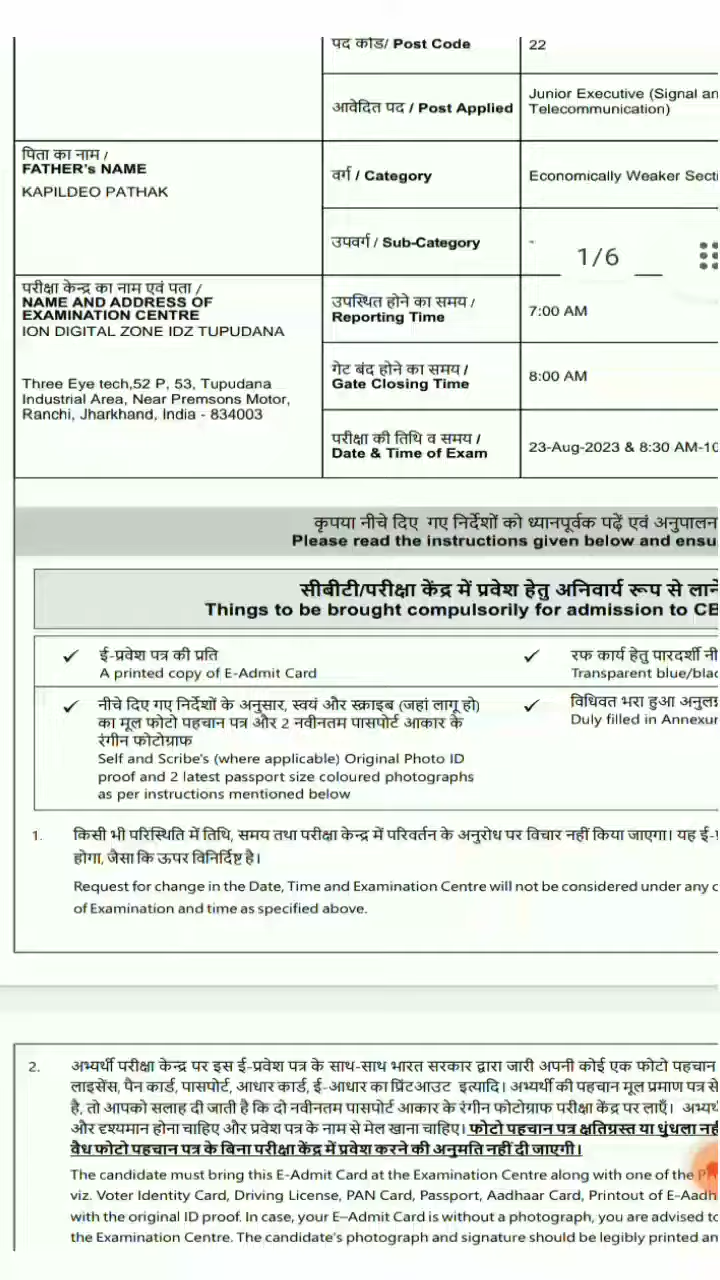 पद कोड/ Post Code
22
आवेदित पद / Post Applied
Junior Executive (Signal an
Telecommunication)
पिता का नाम /
FATHER's NAME
KAPILDEO PATHAK
वर्ग / Category
Economically Weaker Secti
उपवर्ग / Sub-Category
-
1/6
परीक्षा केन्द्र का नाम एवं पता /
NAME AND ADDRESS OF
EXAMINATION CENTRE
ION DIGITAL ZONE IDZ TUPUDANA
Three Eye tech,52 P, 53, Tupudana
Industrial Area, Near Premsons Motor,
Ranchi, Jharkhand, India - 834003
उपस्थित होने का समय /
Reporting Time
7:00 AM
गेट बंद होने का समय /
Gate Closing Time
8:00 AM
परीक्षा की तिथि व समय /
Date & Time of Exam
23-Aug-2023 & 8:30 AM-10
कृपया नीचे दिए गए निर्देशों को ध्यानपूर्वक पढ़ें एवं अनुपालन
Please read the instructions given below and ensu
सीबीटी/परीक्षा केंद्र में प्रवेश हेतु अनिवार्य रूप से लाने
Things to be brought compulsorily for admission to CB
ई-प्रवेश पत्र की प्रति
A printed copy of E-Admit Card
रफ कार्य हेतु पारदर्शी नी
Transparent blue/blac
नीचे दिए गए निर्देशों के अनुसार, स्वयं और स्क्राइब (जहां लागू हो)
का मूल फोटो पहचान पत्र और 2 नवीनतम पासपोर्ट आकार के
रंगीन फोटोग्राफ
Self and Scribe's (where applicable) Original Photo ID
proof and 2 latest passport size coloured photographs
as per instructions mentioned below
विधिवत भरा हुआ अनुलग्
Duly filled in Annexur
1. किसी भी परिस्थिति में तिथि, समय तथा परीक्षा केन्द्र में परिवर्तन के अनुरोध पर विचार नहीं किया जाएगा। यह ई-प्र
होगा, जैसा कि ऊपर विनिर्दिष्ट है।
Request for change in the Date, Time and Examination Centre will not be considered under any c
of Examination and time as specified above.
2. अभ्यर्थी परीक्षा केन्द्र पर इस ई-प्रवेश पत्र के साथ-साथ भारत सरकार द्वारा जारी अपनी कोई एक फोटो पहचान
लाइसेंस, पैन कार्ड, पासपोर्ट, आधार कार्ड, ई-आधार का प्रिंटआउट इत्यादि। अभ्यर्थी की पहचान मूल प्रमाण पत्र से
है, तो आपको सलाह दी जाती है कि दो नवीनतम पासपोर्ट आकार के रंगीन फोटोग्राफ परीक्षा केंद्र पर लाएँ। अभ्यर्थ
और दृश्यमान होना चाहिए और प्रवेश पत्र के नाम से मेल खाना चाहिए। फोटो पहचान पत्र क्षतिग्रस्त या धुंधला नह
वैध फोटो पहचान पत्र के बिना परीक्षा केंद्र में प्रवेश करने की अनुमति नहीं दी जाएगी।
The candidate must bring this E-Admit Card at the Examination Centre along with one of the
viz. Voter Identity Card, Driving License, PAN Card, Passport, Aadhaar Card, Printout of E-Aadh
with the original ID proof. In case, your E–Admit Card is without a photograph, you are advised to
the Examination Centre. The candidate's photograph and signature should be legibly printed an